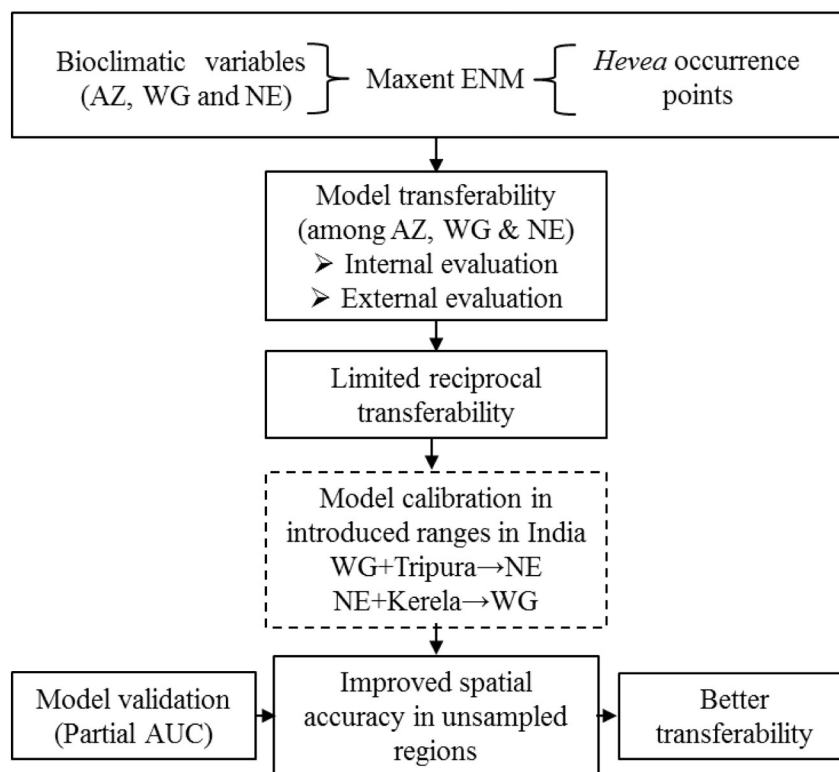 Bioclimatic variables
(AZ, WG and NE)
Maxent ENM
Hevea occurrence
points
Model transferability
(among AZ, WG & NE)
➢ Internal evaluation
➢ External evaluation
Limited reciprocal
transferability
Model calibration in
introduced ranges in India
WG+Tripura→NE
NE+Kerela→WG
Model validation
(Partial AUC)
Improved spatial
accuracy in unsampled
regions
Better
transferability